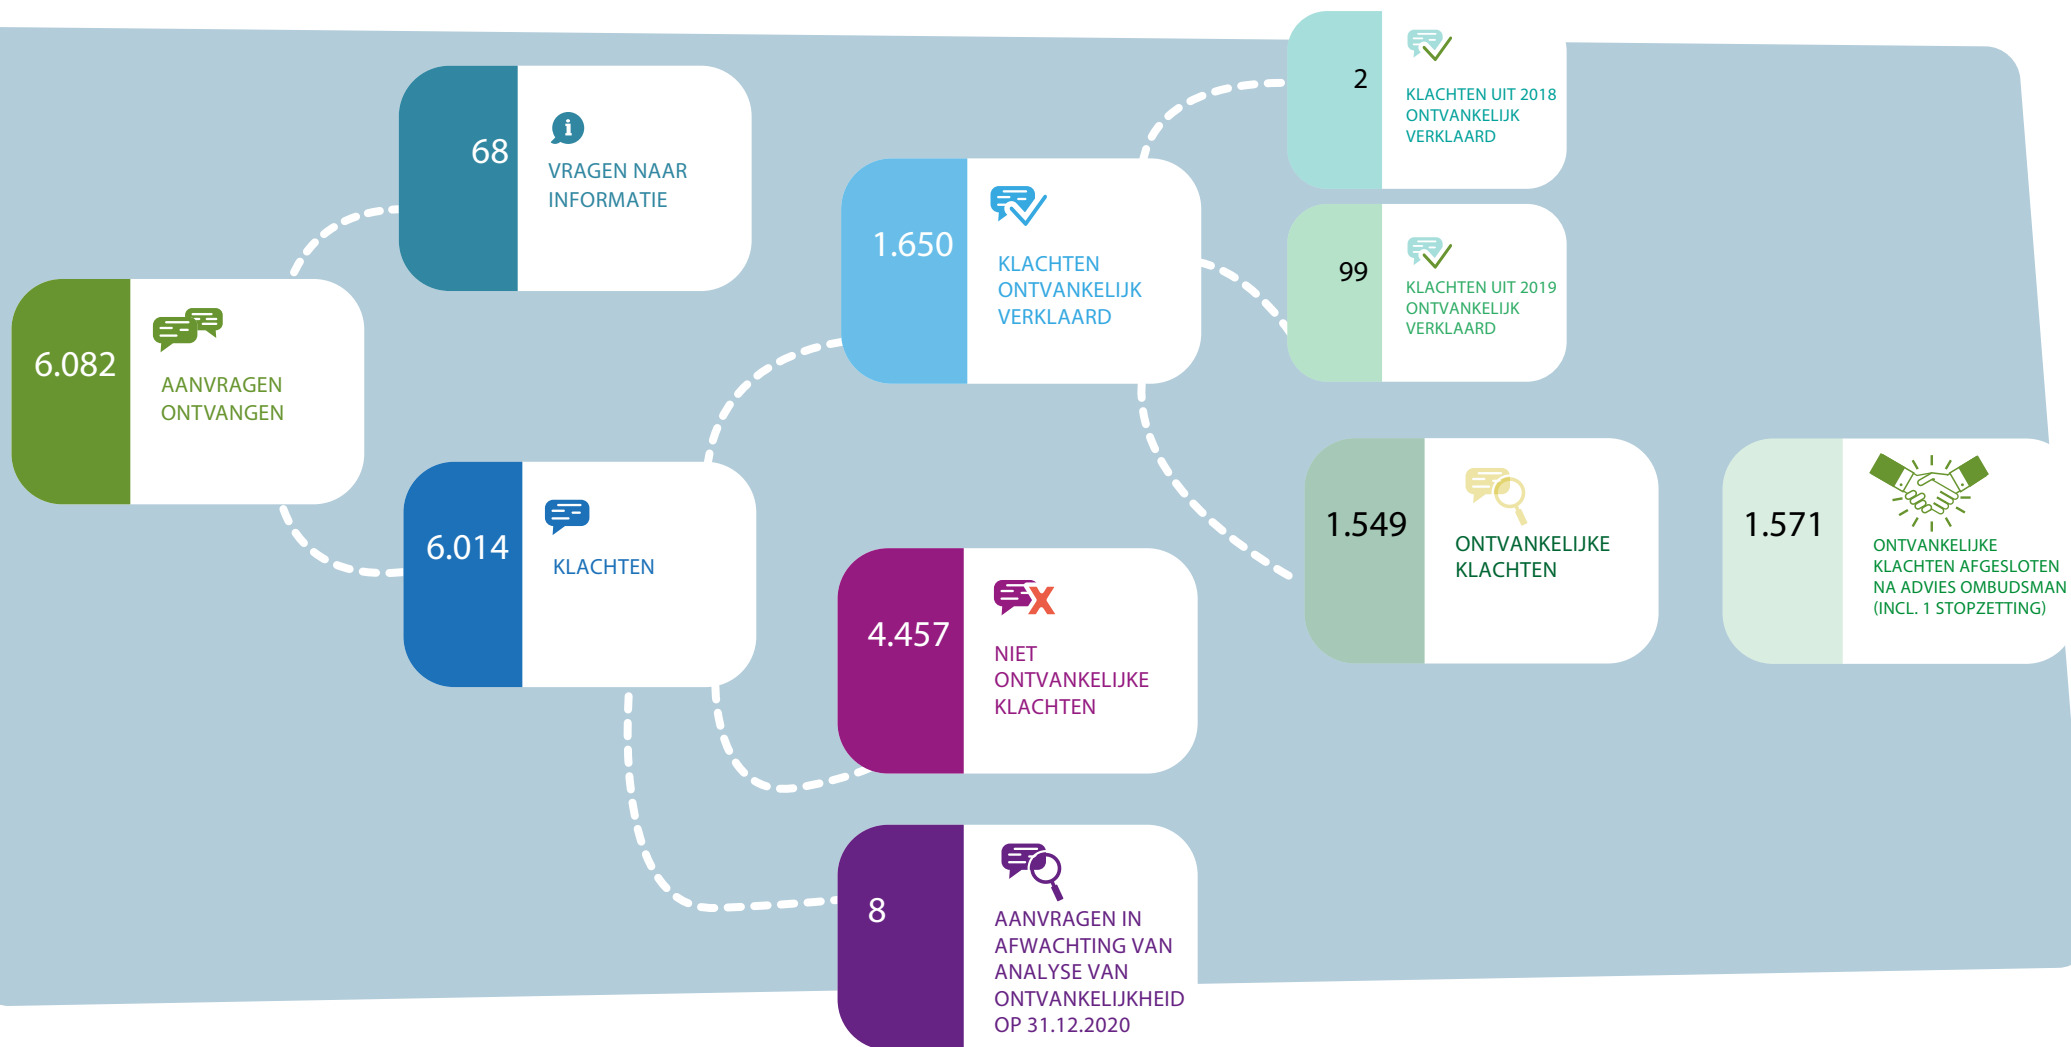 6.082
AANVRAGEN
ONTVANGEN
68
VRAGEN NAAR
INFORMATIE
6.014
KLACHTEN
1.650
KLACHTEN
ONTVANKELIJK
VERKLAARD
4.457
NIET
ONTVANKELIJKE
KLACHTEN
8
AANVRAGEN IN
AFWACHTING VAN
ANALYSE VAN
ONTVANKELIJKHEID
OP 31.12.2020
2
KLACHTEN UIT 2018
ONTVANKELIJK
VERKLAARD
99
KLACHTEN UIT 2019
ONTVANKELIJK
VERKLAARD
1.549
ONTVANKELIJKE
KLACHTEN
1.571
ONTVANKELIJKE
KLACHTEN AFGESLOTEN
NA ADVIES OMBUDSMAN
(INCL. 1 STOPZETTING)